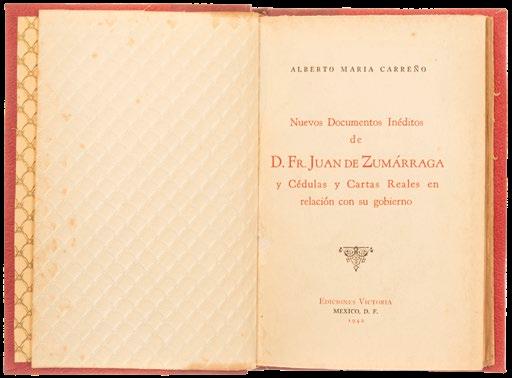 ALBERTO MARIA CARREÑO
Nuevos Documentos Inéditos
de
D. FR. JUAN DE ZUMÁRRAGA
y Cédulas y Cartas Reales en
relación con su gobierno
EDICIONES VICTORIA
MEXICO, D. F.
1942